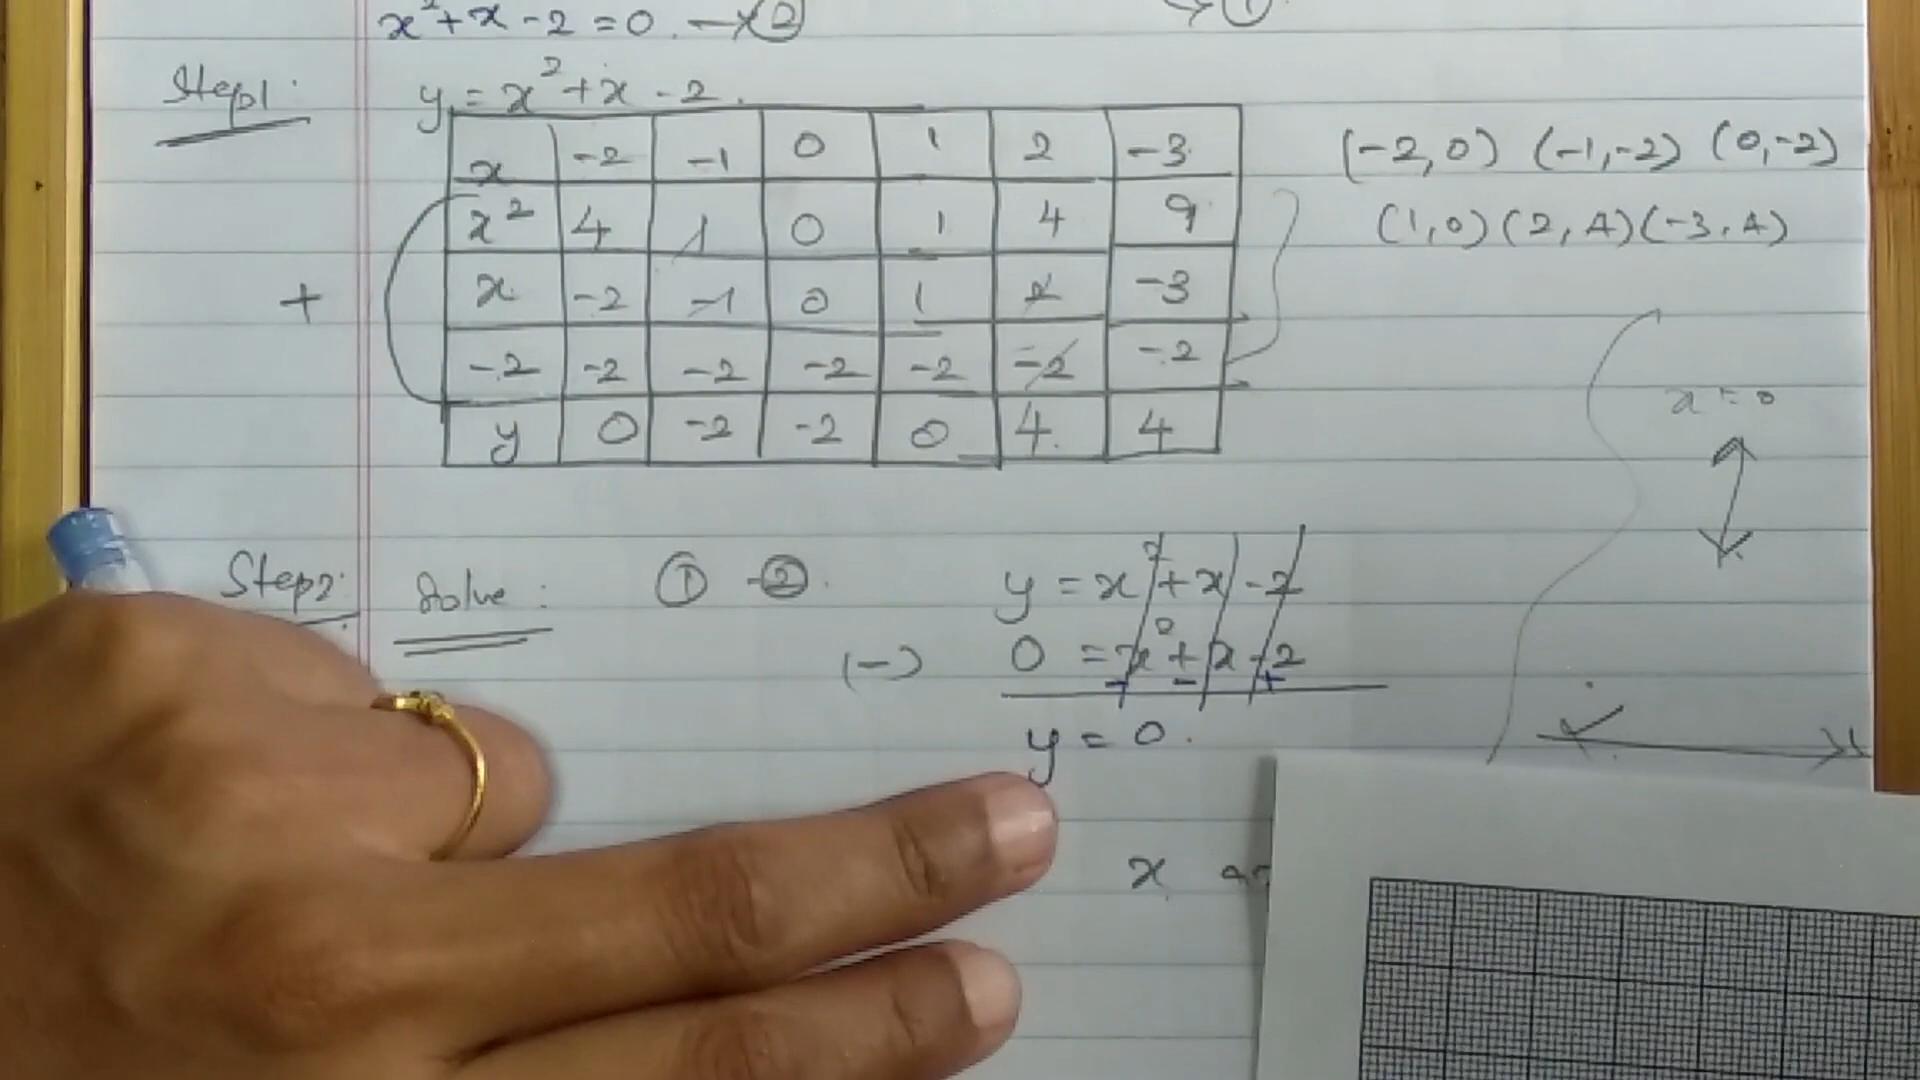 x²+x-2=0. → ②
→ ①
Step1:
y = x²+x-2.
x -2 -1 0 1 2 -3
x² 4 1 0 1 4 9
+ x -2 -1 0 1 2 -3
-2 -2 -2 -2 -2 -2 -2
y 0 -2 -2 0 4 4
(-2,0) (-1,-2) (0,-2)
(1,0) (2,4) (-3,4)
x=0
Step2: Solve: ① - ②.
y = x²+x-2
(-) 0 = x²+x-2
- - +
y = 0.
x